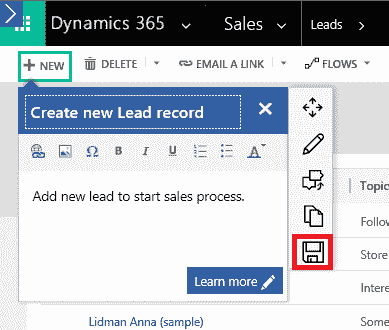 Dynamics 365 Sales Leads >
+ NEW DELETE EMAIL A LINK FLOWS
Create new Lead record
B I U A
Topic
Add new lead to start sales process.
Follow
Store
Intere
Learn more
Lidman Anna (sample) Some